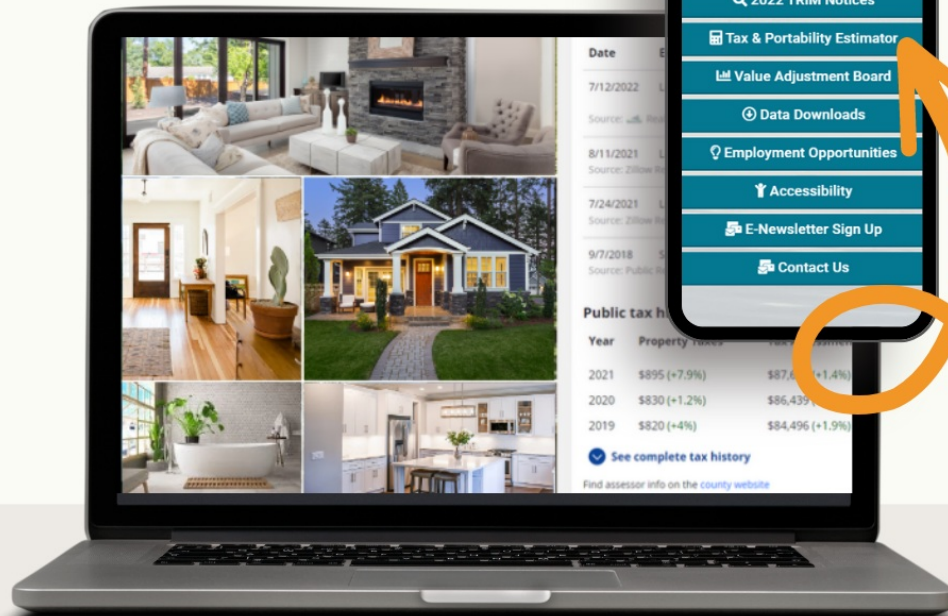 2022 TRIM Notices
Tax & Portability Estimator
Value Adjustment Board
Data Downloads
Employment Opportunities
Accessibility
E-Newsletter Sign Up
Contact Us
Date
7/12/2022
Source:
8/11/2021 L
Source: Zillow
7/24/2021 L
Source: Zillow
9/7/2018 S
Source: Public
Public tax
Year Property Taxes
2021 $895 (+7.9%) (+1.4%)
2020 $830 (+1.2%) $86,439
2019 $820 (+4%) $84,496 (+1.9%)
See complete tax history
Find assessor info on the county website